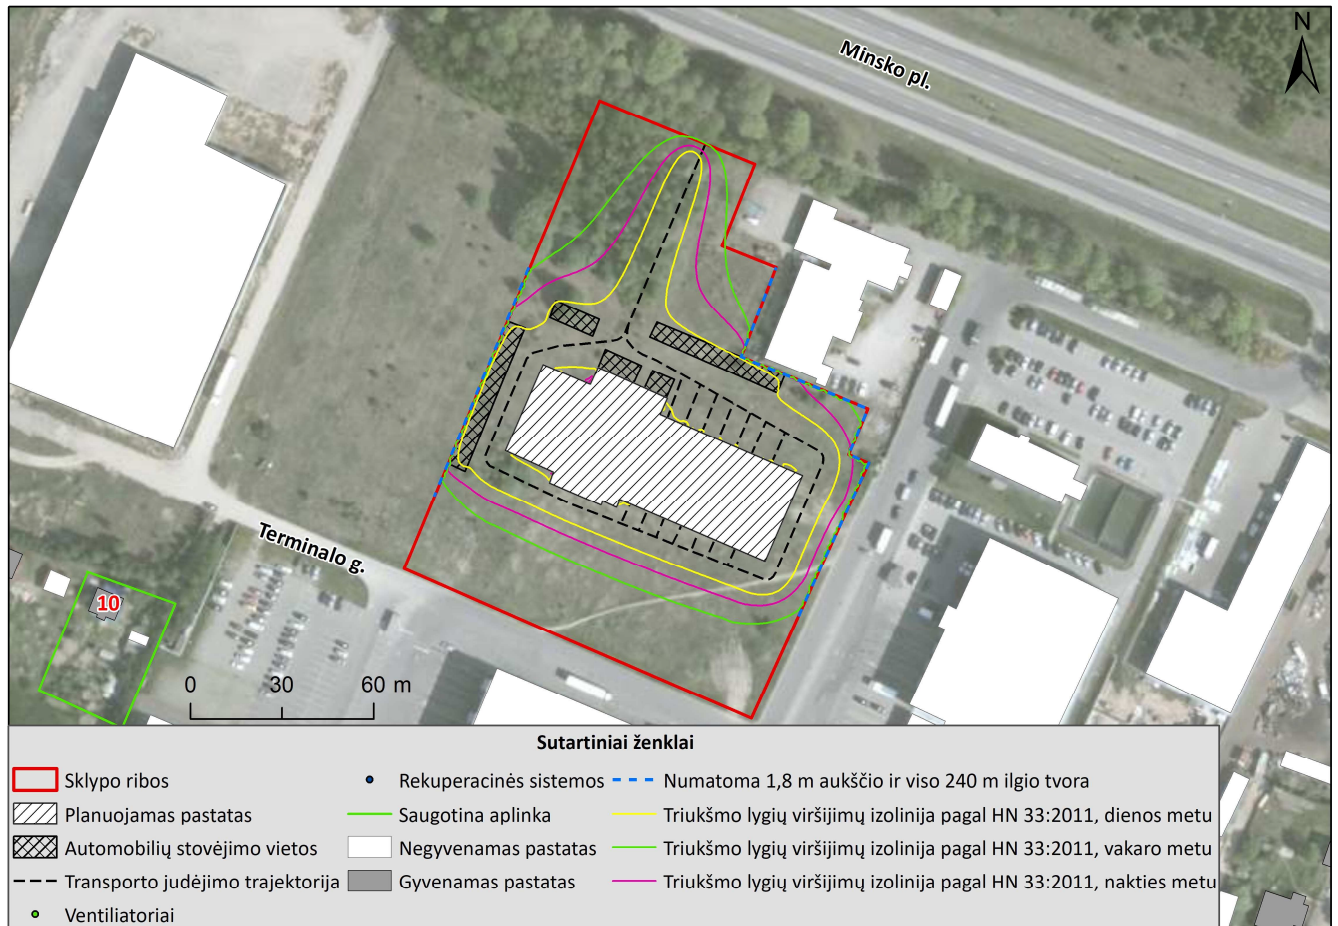 N
Minsko pl.
Terminalo g.
10
0 30 60 m
Sutartiniai ženklai
Sklypo ribos
Planuojamas pastatas
Automobilių stovėjimo vietos
Transporto judėjimo trajektorija
Ventiliatoriai
Rekuperacinės sistemos
Saugotina aplinka
Negyvenamas pastatas
Gyvenamas pastatas
Numatoma 1,8 m aukščio ir viso 240 m ilgio tvora
Triukšmo lygių viršijimų izolinija pagal HN 33:2011, dienos metu
Triukšmo lygių viršijimų izolinija pagal HN 33:2011, vakaro metu
Triukšmo lygių viršijimų izolinija pagal HN 33:2011, nakties metu